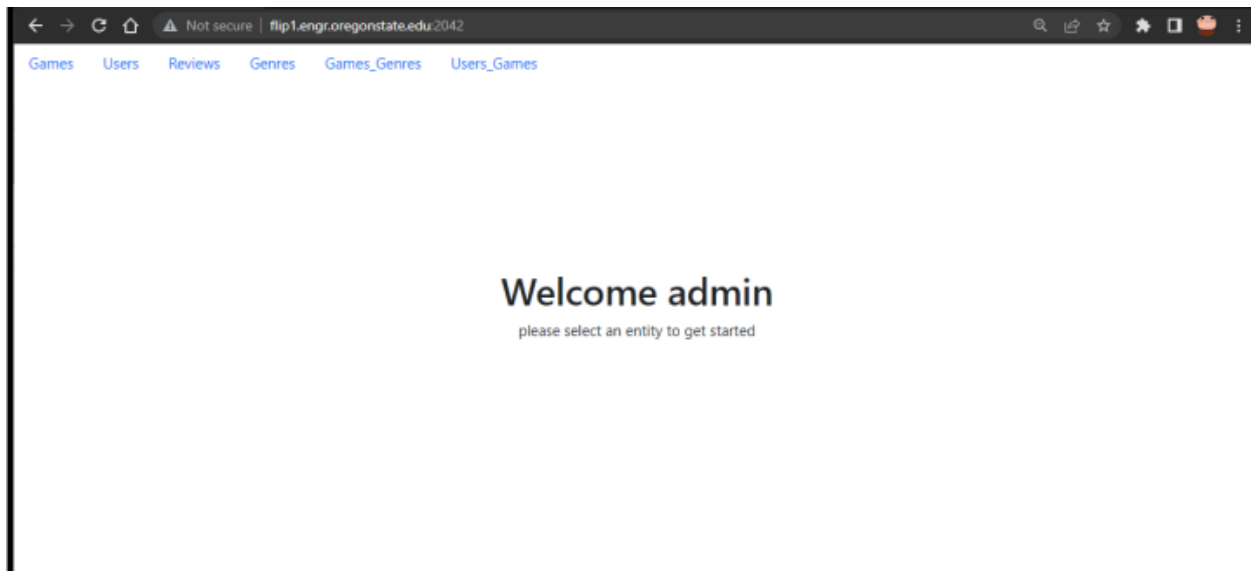 Not secure | flip1.engr.oregonstate.edu:2042
Games Users Reviews Genres Games_Genres Users_Games
Welcome admin
please select an entity to get started